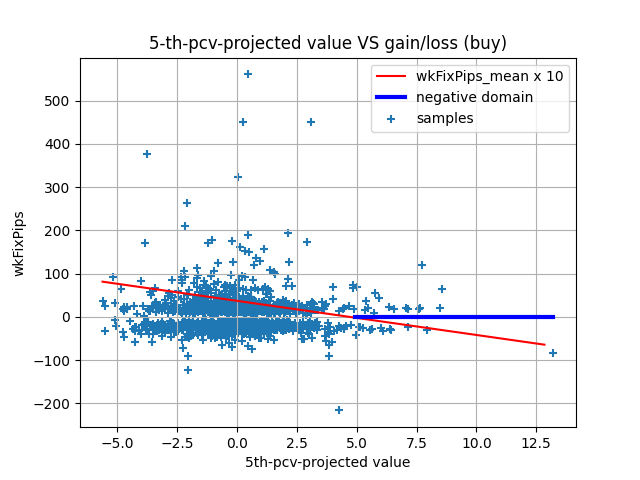 5-th-pcv-projected value VS gain/loss (buy)
wkFixPips_mean x 10
negative domain
samples
500
400
300
200
100
0
−100
−200
wkFixPips
−5.0 −2.5 0.0 2.5 5.0 7.5 10.0 12.5
5th-pcv-projected value